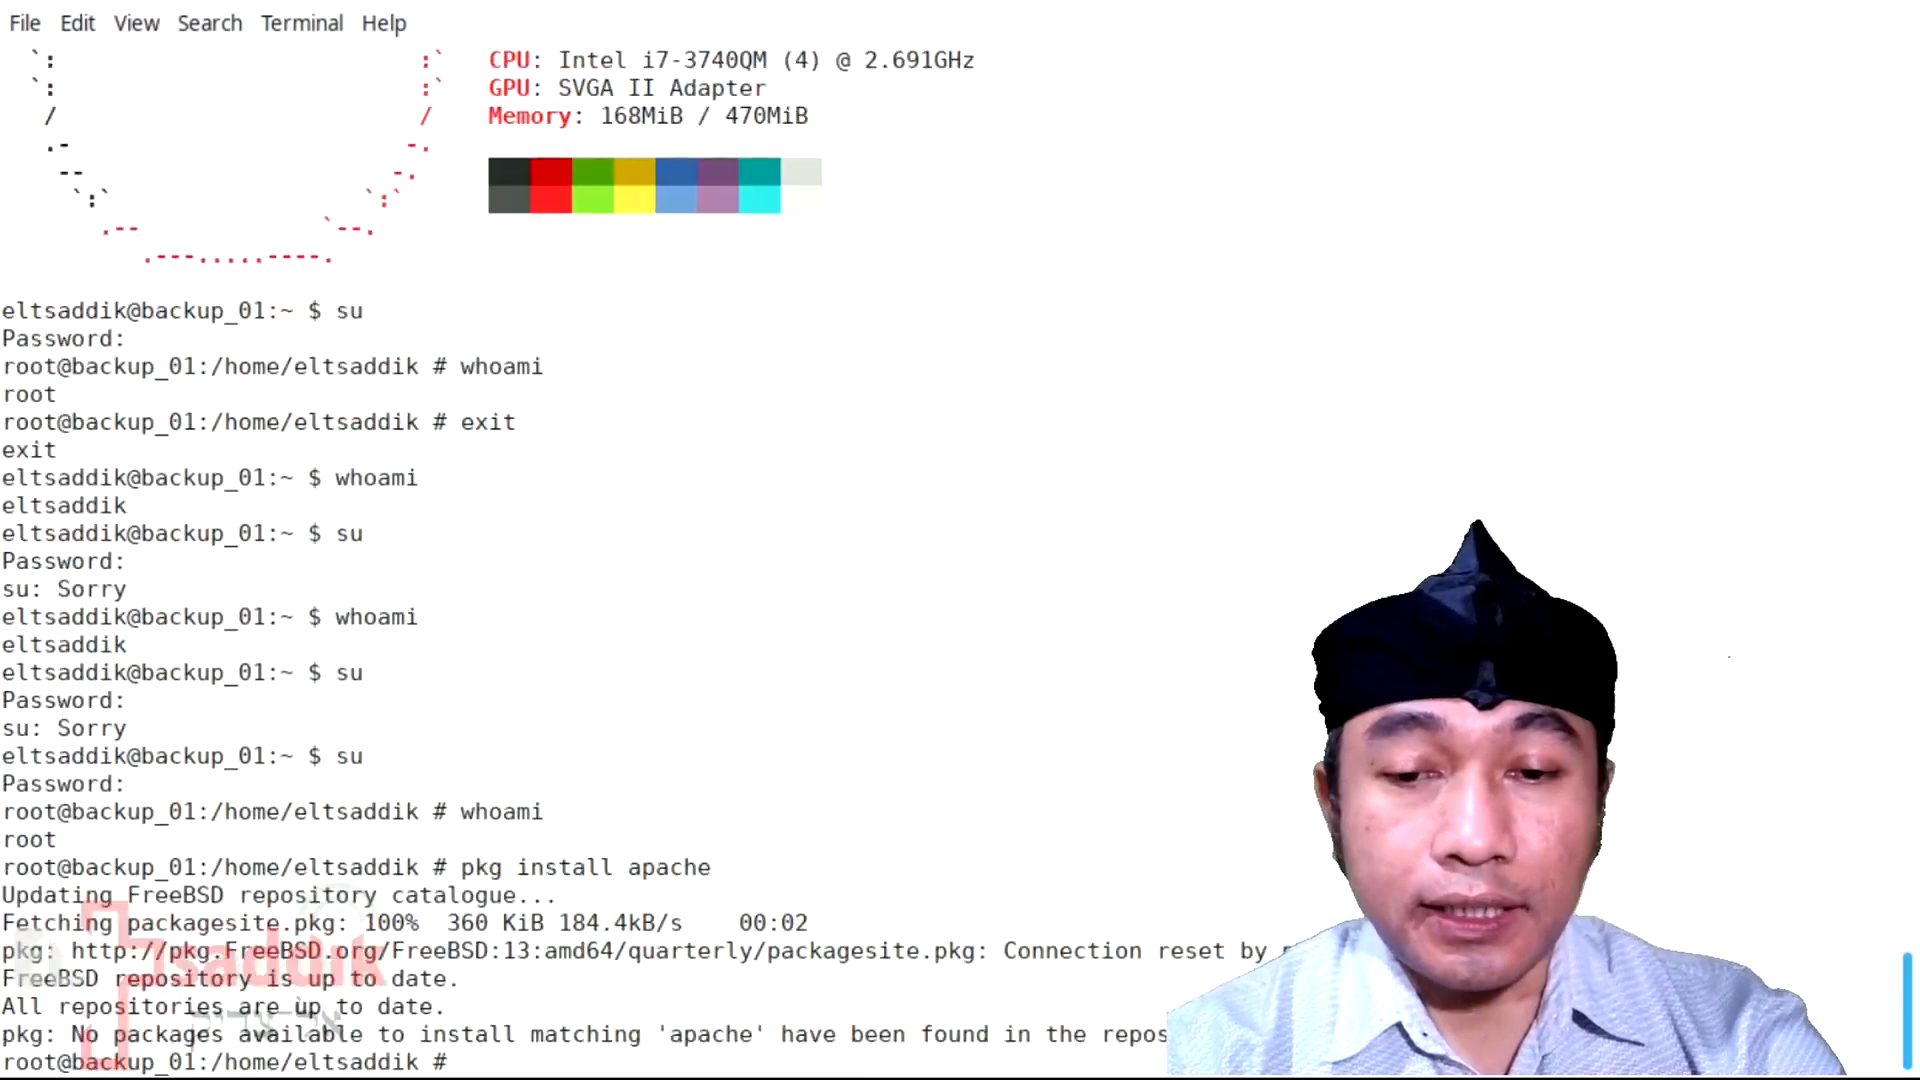 File Edit View Search Terminal Help
CPU: Intel i7-3740QM (4) @ 2.691GHz
GPU: SVGA II Adapter
Memory: 168MiB / 470MiB
eltsaddik@backup_01:~ $ su
Password:
root@backup_01:/home/eltsaddik # whoami
root
root@backup_01:/home/eltsaddik # exit
exit
eltsaddik@backup_01:~ $ whoami
eltsaddik
eltsaddik@backup_01:~ $ su
Password:
su: Sorry
eltsaddik@backup_01:~ $ whoami
eltsaddik
eltsaddik@backup_01:~ $ su
Password:
su: Sorry
eltsaddik@backup_01:~ $ su
Password:
root@backup_01:/home/eltsaddik # whoami
root
root@backup_01:/home/eltsaddik # pkg install apache
Updating FreeBSD repository catalogue...
Fetching packagesite.pkg: 100%  360 KiB 184.4kB/s    00:02
pkg: http://pkg.FreeBSD.org/FreeBSD:13:amd64/quarterly/packagesite.pkg: Connection reset by
FreeBSD repository is up to date.
All repositories are up to date.
pkg: No packages available to install matching 'apache' have been found in the repos
root@backup_01:/home/eltsaddik #